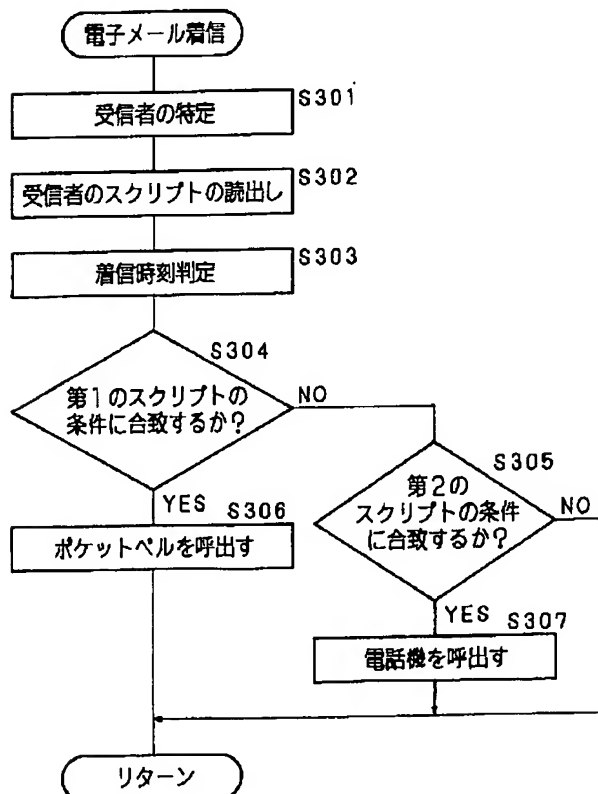 電子メール着信
受信者の特定
S301
受信者のスクリプトの読出し
S302
着信時刻判定
S303
S304
第1のスクリプトの
条件に合致するか?
NO
S305
第2の
スクリプトの条件
に合致するか?
NO
YES
S306
ポケットベルを呼出す
YES
S307
電話機を呼出す
リターン